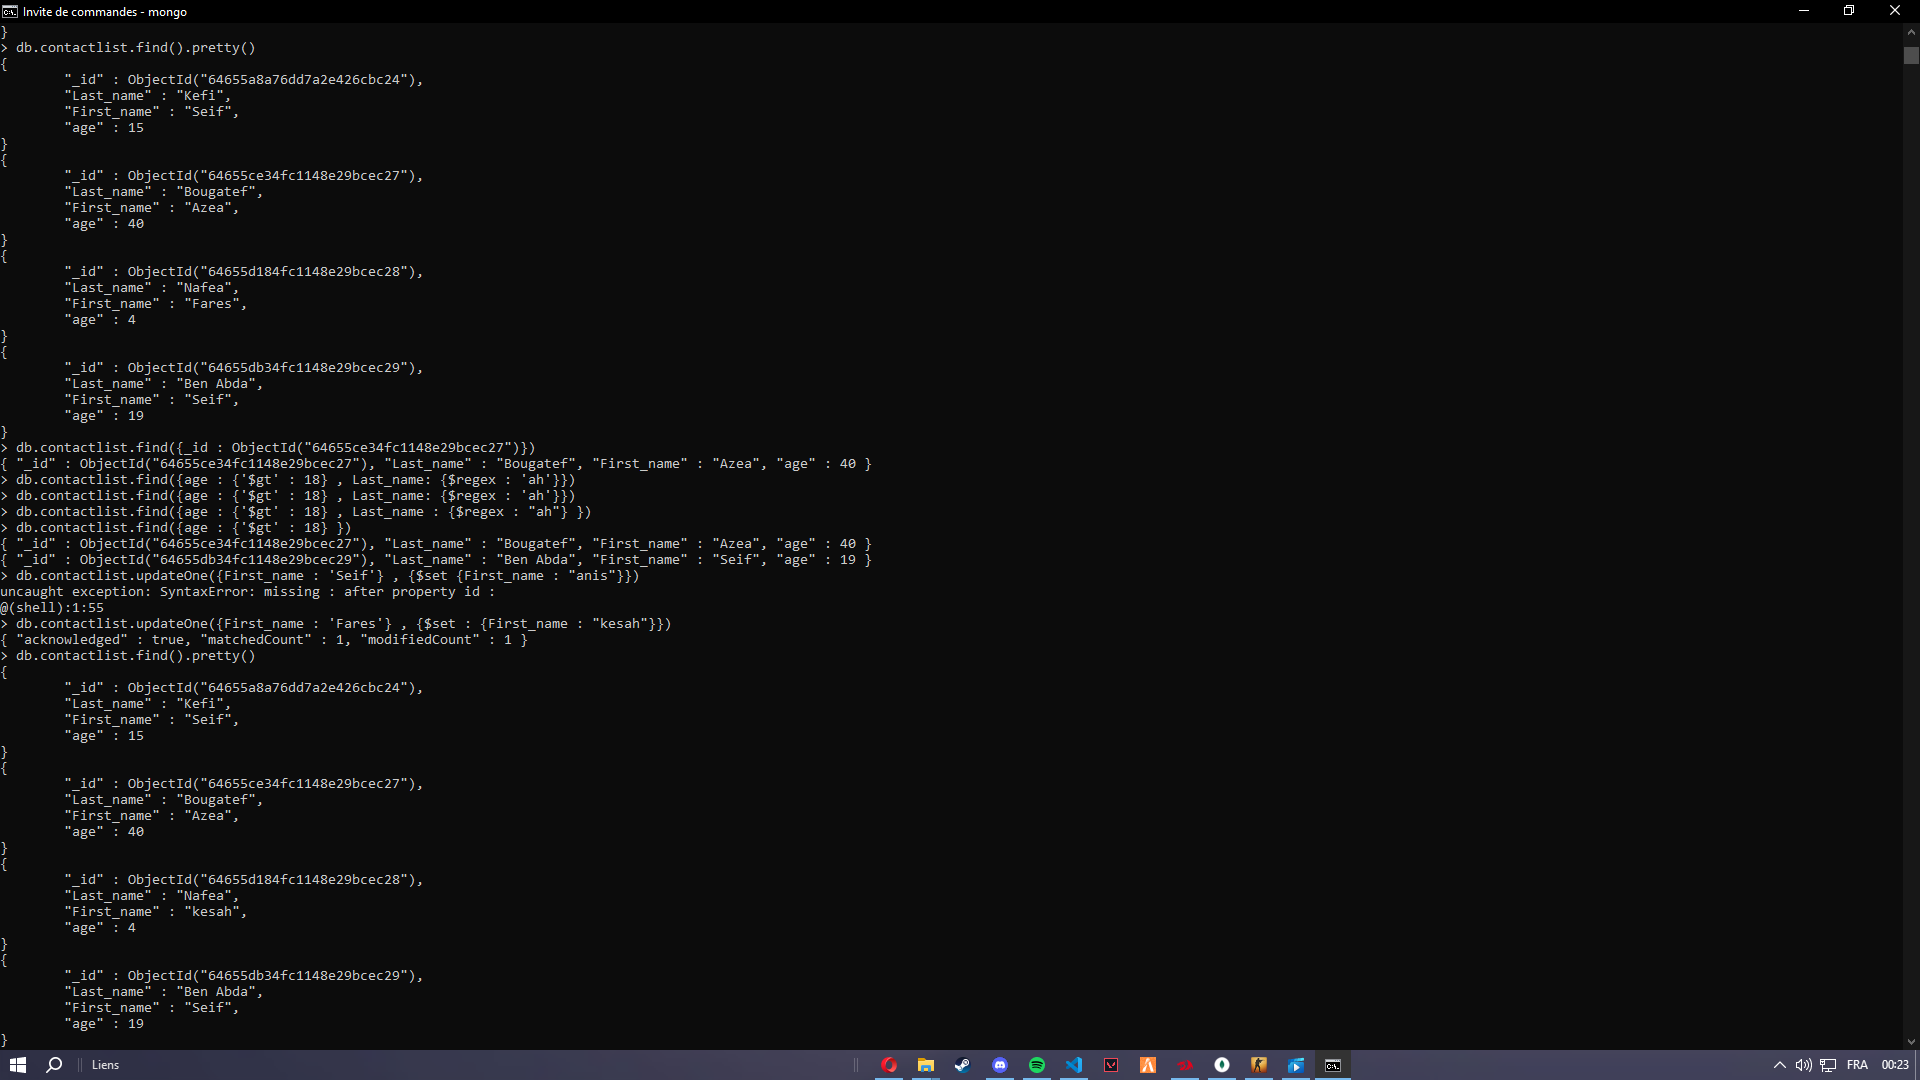 Invite de commandes - mongo
}
> db.contactlist.find().pretty()
{
        "_id" : ObjectId("64655a8a76dd7a2e426cbc24"),
        "Last_name" : "Kefi",
        "First_name" : "Seif",
        "age" : 15
}
{
        "_id" : ObjectId("64655ce34fc1148e29bcec27"),
        "Last_name" : "Bougatef",
        "First_name" : "Azea",
        "age" : 40
}
{
        "_id" : ObjectId("64655d184fc1148e29bcec28"),
        "Last_name" : "Nafea",
        "First_name" : "Fares",
        "age" : 4
}
{
        "_id" : ObjectId("64655db34fc1148e29bcec29"),
        "Last_name" : "Ben Abda",
        "First_name" : "Seif",
        "age" : 19
}
> db.contactlist.find({_id : ObjectId("64655ce34fc1148e29bcec27")})
{ "_id" : ObjectId("64655ce34fc1148e29bcec27"), "Last_name" : "Bougatef", "First_name" : "Azea", "age" : 40 }
> db.contactlist.find({age : {'$gt' : 18} , Last_name: {$regex : 'ah'}})
> db.contactlist.find({age : {'$gt' : 18} , Last_name: {$regex : 'ah'}})
> db.contactlist.find({age : {'$gt' : 18} , Last_name : {$regex : "ah"} })
> db.contactlist.find({age : {'$gt' : 18} })
{ "_id" : ObjectId("64655ce34fc1148e29bcec27"), "Last_name" : "Bougatef", "First_name" : "Azea", "age" : 40 }
{ "_id" : ObjectId("64655db34fc1148e29bcec29"), "Last_name" : "Ben Abda", "First_name" : "Seif", "age" : 19 }
> db.contactlist.updateOne({First_name : 'Seif'} , {$set {First_name : "anis"}})
uncaught exception: SyntaxError: missing : after property id :
@(shell):1:55
> db.contactlist.updateOne({First_name : 'Fares'} , {$set : {First_name : "kesah"}})
{ "acknowledged" : true, "matchedCount" : 1, "modifiedCount" : 1 }
> db.contactlist.find().pretty()
{
        "_id" : ObjectId("64655a8a76dd7a2e426cbc24"),
        "Last_name" : "Kefi",
        "First_name" : "Seif",
        "age" : 15
}
{
        "_id" : ObjectId("64655ce34fc1148e29bcec27"),
        "Last_name" : "Bougatef",
        "First_name" : "Azea",
        "age" : 40
}
{
        "_id" : ObjectId("64655d184fc1148e29bcec28"),
        "Last_name" : "Nafea",
        "First_name" : "kesah",
        "age" : 4
}
{
        "_id" : ObjectId("64655db34fc1148e29bcec29"),
        "Last_name" : "Ben Abda",
        "First_name" : "Seif",
        "age" : 19
}
Liens
FRA
00:23